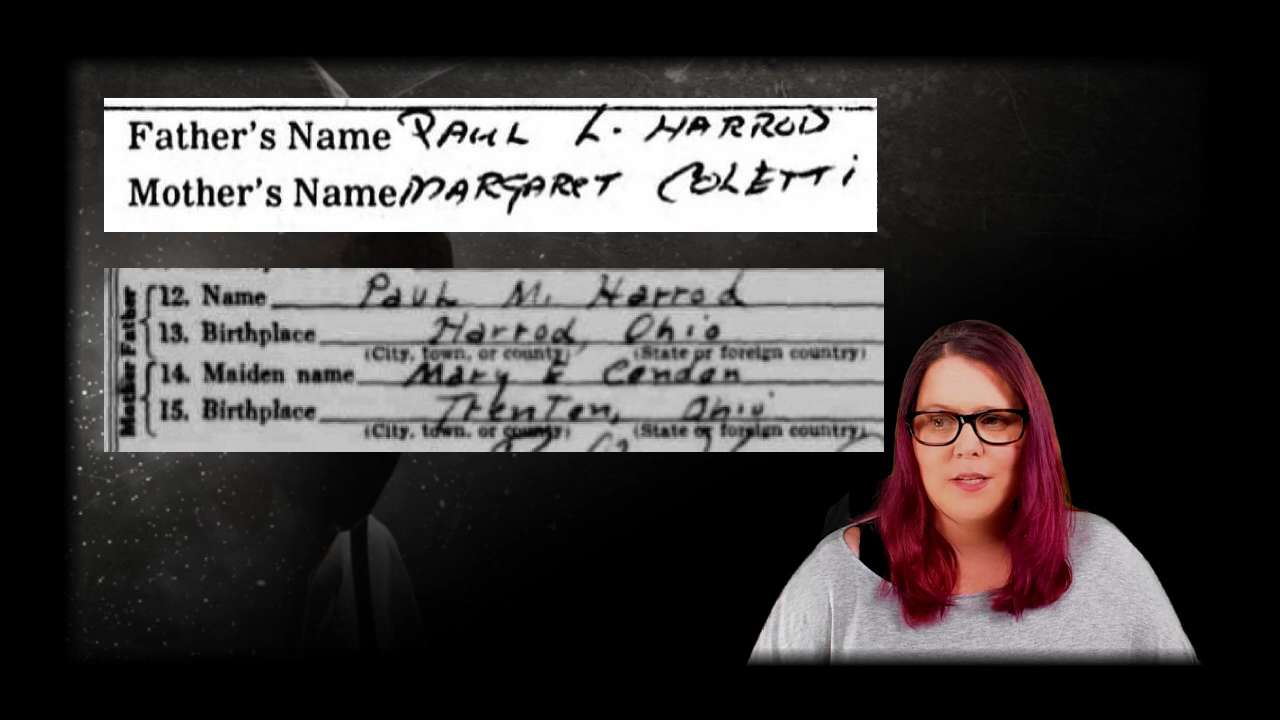 Father's Name PAUL L. HARROD
Mother's Name MARGARET COLETTI
Father
12. Name Paul M. Harrod
13. Birthplace Harrod, Ohio
(City, town, or county) (State or foreign country)
Mother
14. Maiden name Mary E Condon
15. Birthplace Trenton, Ohio
(City, town, or county) (State or foreign country)